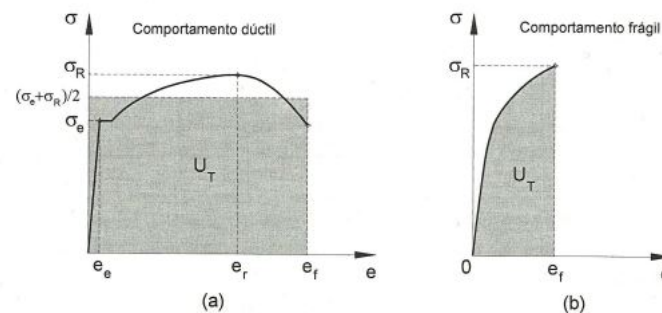 σ
Comportamento dúctil
σR
(σe+σR)/2
σe
UT
ee
er
ef
e
(a)
σ
Comportamento frágil
σR
UT
0
ef
(b)